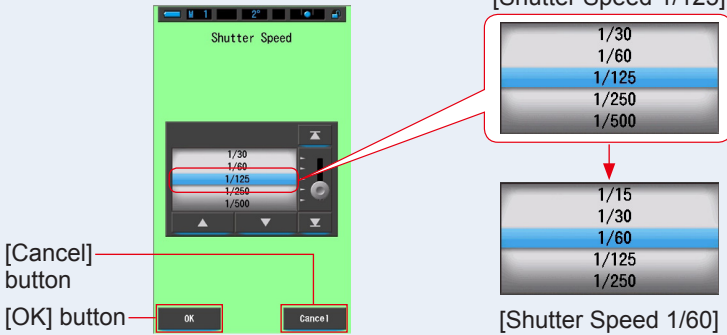 [Shutter Speed 1/125]
M 1 2°
Shutter Speed
1/30
1/60
1/125
1/250
1/500
OK
Cancel
[Cancel]
button
[OK] button
1/30
1/60
1/125
1/250
1/500
1/15
1/30
1/60
1/125
1/250
[Shutter Speed 1/60]